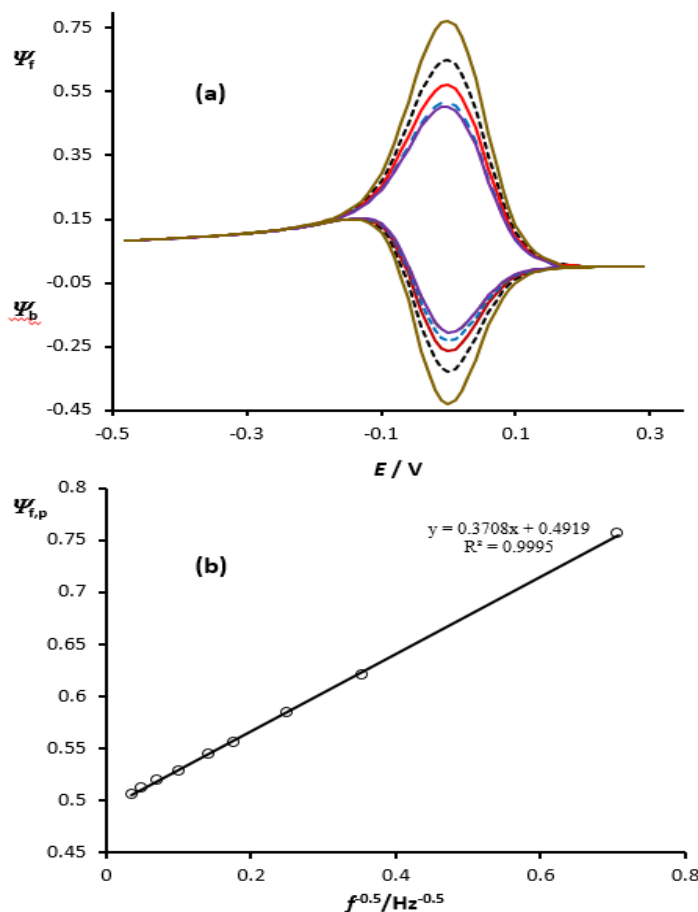 0.75
Ψf
(a)
0.55
0.35
0.15
-0.05
Ψb
-0.25
-0.45
-0.5 -0.3 -0.1 0.1 0.3
E / V
0.8
Ψf,p
y = 0.3708x + 0.4919
R² = 0.9995
0.75
(b)
0.7
0.65
0.6
0.55
0.5
0.45
0 0.2 0.4 0.6 0.8
f-0.5/Hz-0.5